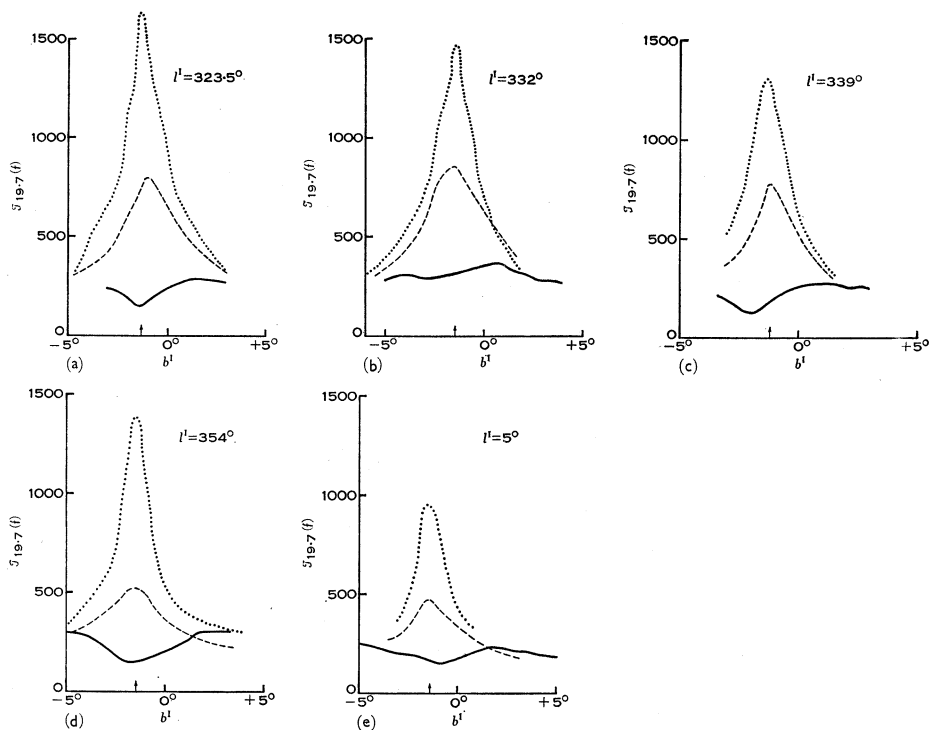 1500
1000
500
0
−5° 0° +5°
l^I=323·5°
𝒯19·7(f)
b^I
(a)
1500
1000
500
0
−5° 0° +5°
l^I=332°
𝒯19·7(f)
b^I
(b)
1500
1000
500
0
−5° 0° +5°
l^I=339°
𝒯19·7(f)
b^I
(c)
1500
1000
500
0
−5° 0° +5°
l^I=354°
𝒯19·7(f)
b^I
(d)
1500
1000
500
0
−5° 0° +5°
l^I=5°
𝒯19·7(f)
b^I
(e)